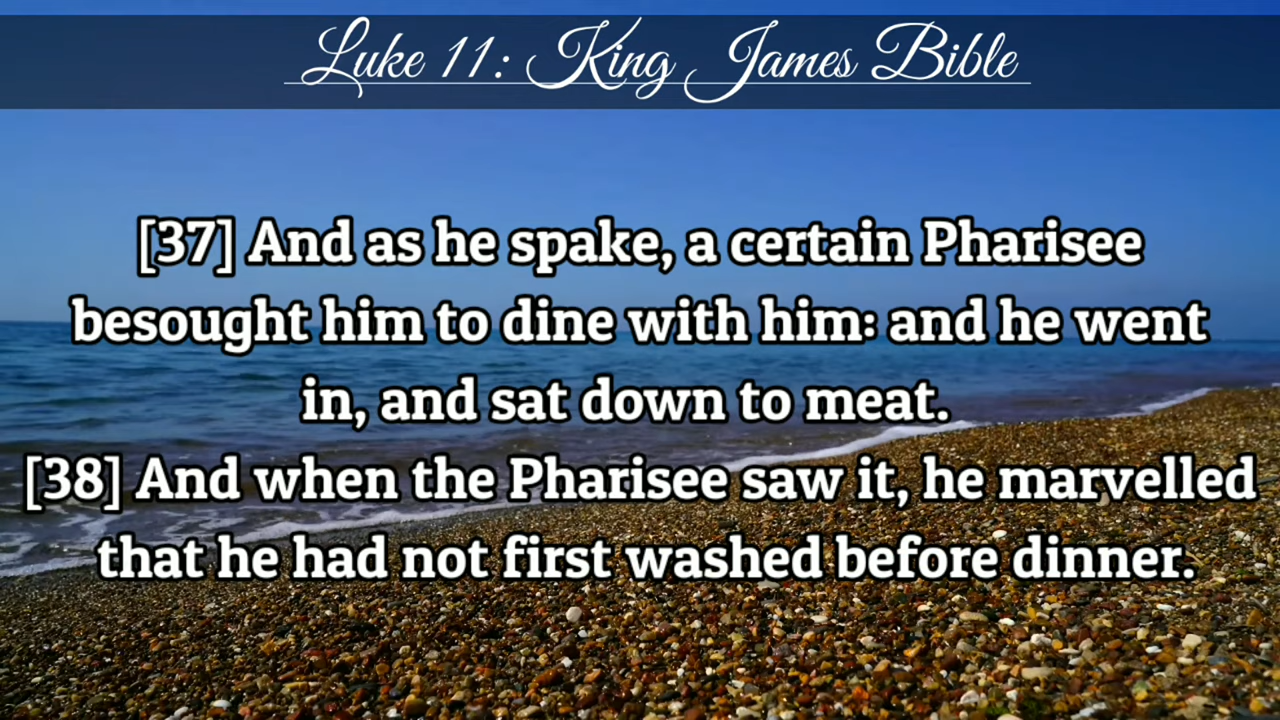 Luke 11: King James Bible
[37] And as he spake, a certain Pharisee
besought him to dine with him: and he went
in, and sat down to meat.
[38] And when the Pharisee saw it, he marvelled
that he had not first washed before dinner.